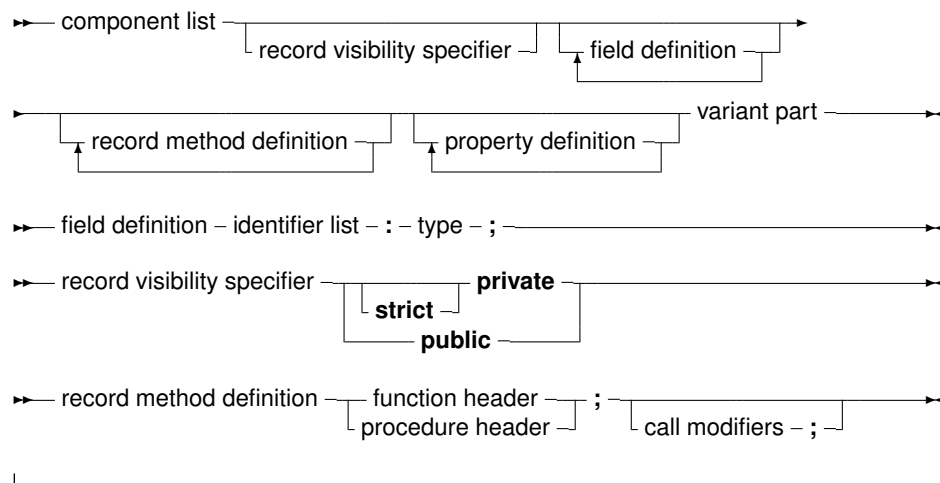 component list
record visibility specifier field definition
variant part
record method definition property definition
field definition identifier list : type ;
record visibility specifier private
strict
public
record method definition function header ;
procedure header call modifiers ;